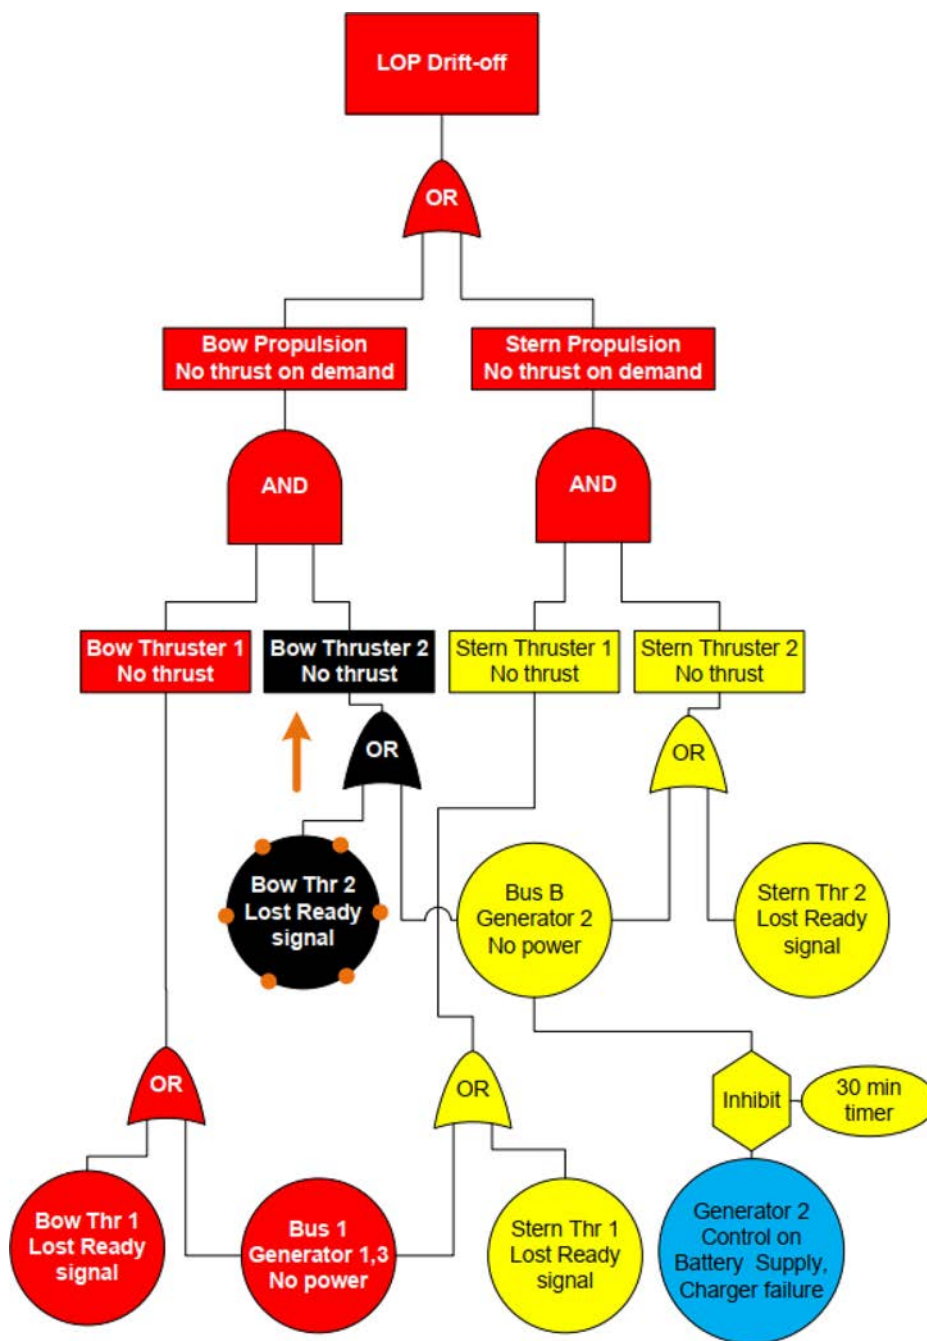 LOP Drift-off
OR
Bow Propulsion
No thrust on demand
Stern Propulsion
No thrust on demand
AND
AND
Bow Thruster 1
No thrust
Bow Thruster 2
No thrust
Stern Thruster 1
No thrust
Stern Thruster 2
No thrust
OR
OR
Bow Thr 2
Lost Ready
signal
Bus B
Generator 2
No power
Stern Thr 2
Lost Ready
signal
OR
OR
Inhibit
30 min
timer
Bow Thr 1
Lost Ready
signal
Bus 1
Generator 1,3
No power
Stern Thr 1
Lost Ready
signal
Generator 2
Control on
Battery Supply,
Charger failure